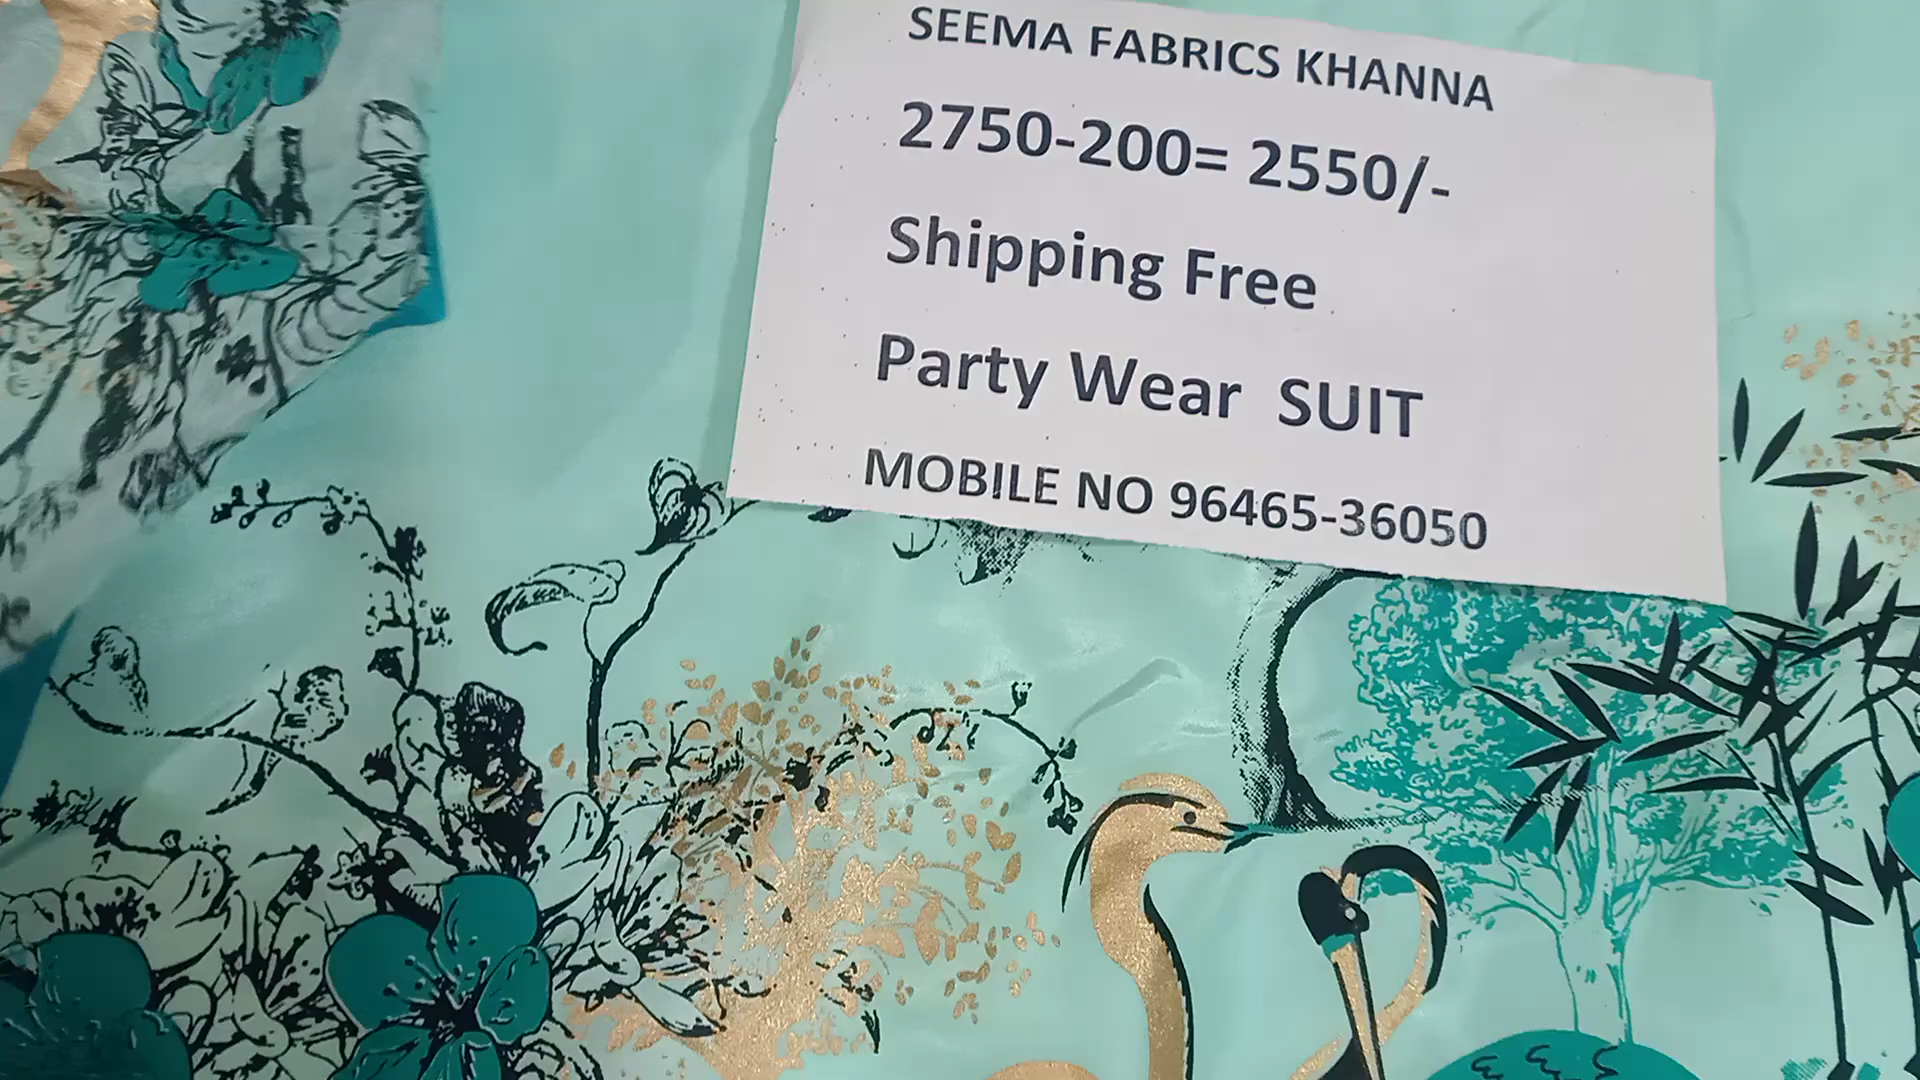 SEEMA FABRICS KHANNA
2750-200= 2550/-
Shipping Free
Party Wear SUIT
MOBILE NO 96465-36050